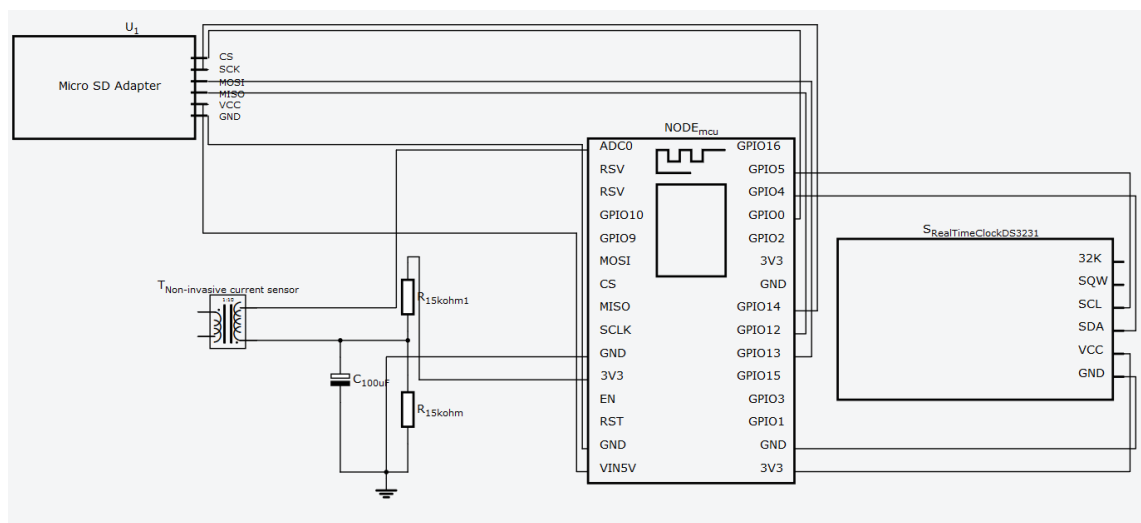 U1
Micro SD Adapter
CS
SCK
MOSI
MISO
VCC
GND
NODEmcu
ADC0
RSV
RSV
GPIO10
GPIO9
MOSI
CS
MISO
SCLK
GND
3V3
EN
RST
GND
VIN5V
GPIO16
GPIO5
GPIO4
GPIO0
GPIO2
3V3
GND
GPIO14
GPIO12
GPIO13
GPIO15
GPIO3
GPIO1
GND
3V3
SRealTimeClockDS3231
32K
SQW
SCL
SDA
VCC
GND
TNon-invasive current sensor
R15kohm1
C100uF
R15kohm